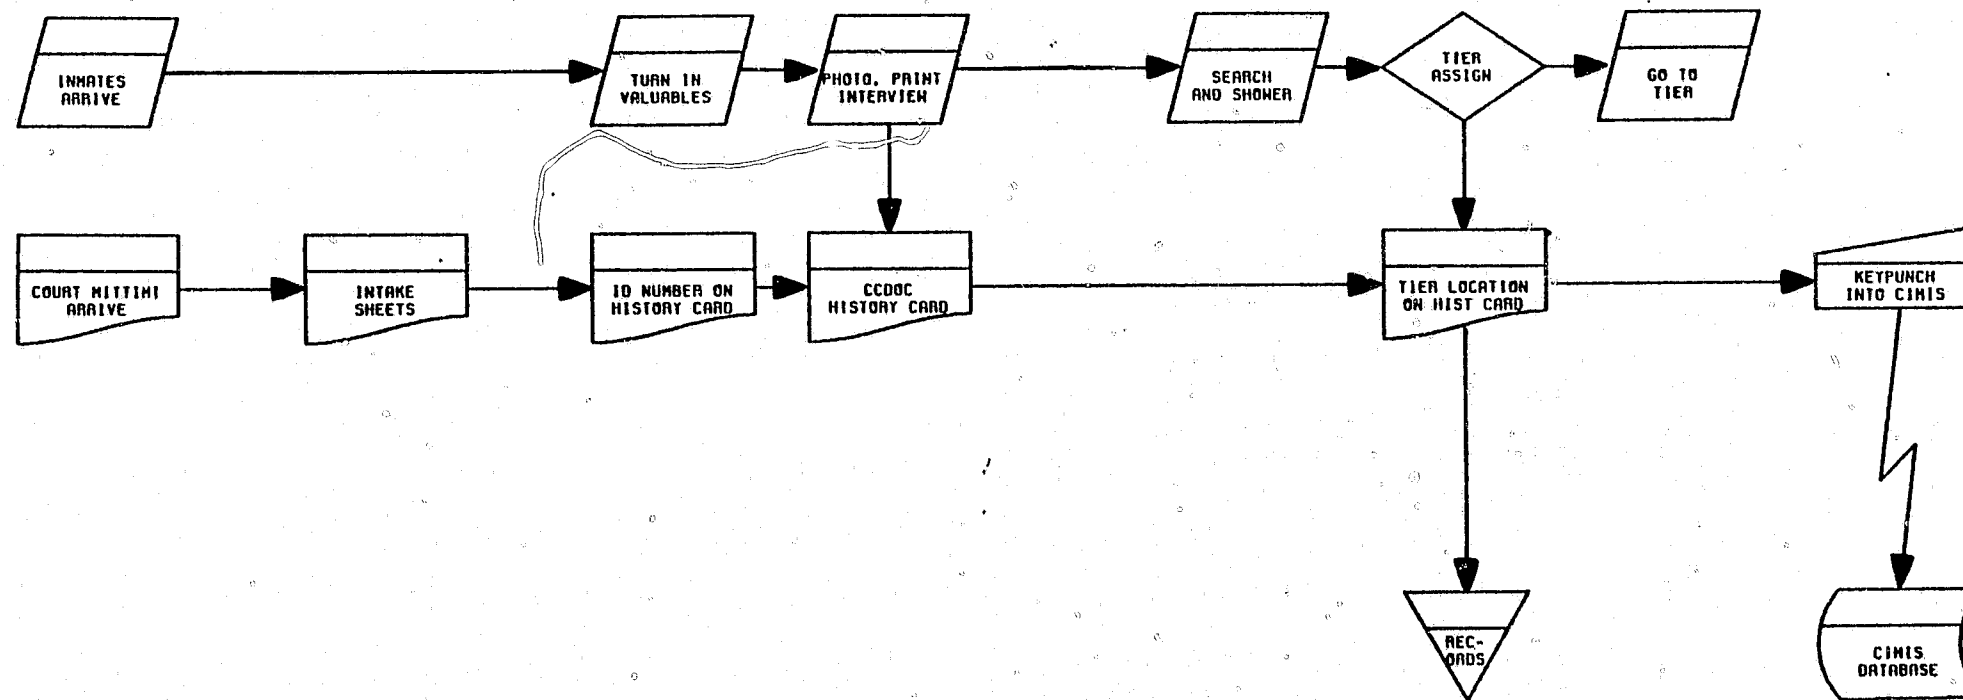 INMATES
ARRIVE
TURN IN
VALUABLES
PHOTO, PRINT
INTERVIEW
SEARCH
AND SHOWER
TIER
ASSIGN
GO TO
TIER
COURT MITTIMI
ARRIVE
INTAKE
SHEETS
ID NUMBER ON
HISTORY CARD
CCDOC
HISTORY CARD
TIER LOCATION
ON HIST CARD
KEYPUNCH
INTO CIMIS
REC-
ORDS
CIMIS
DATABASE